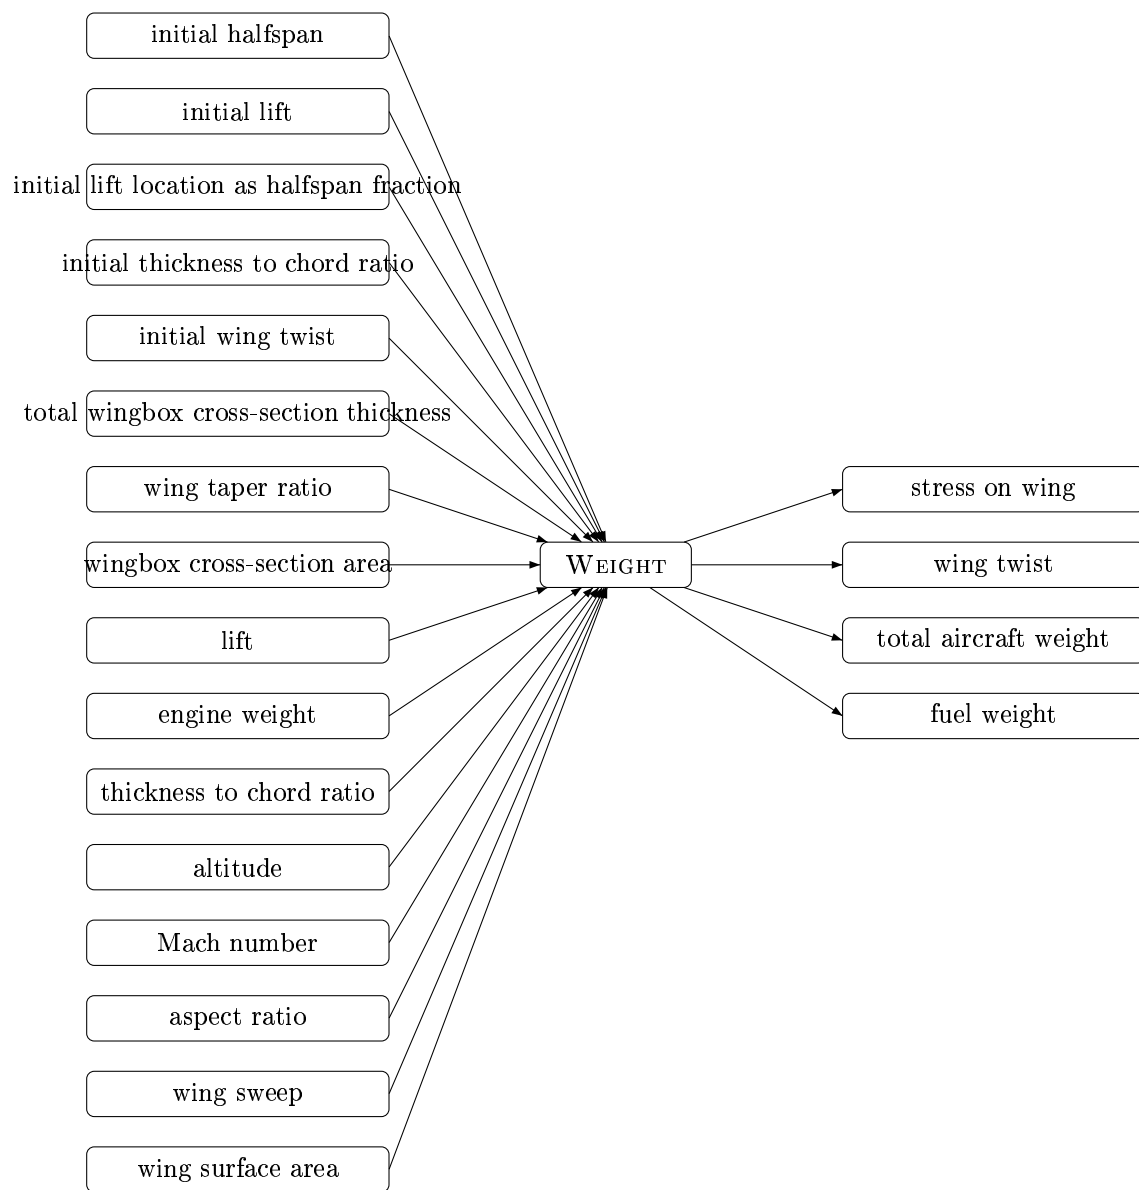 initial halfspan
initial lift
initial lift location as halfspan fraction
initial thickness to chord ratio
initial wing twist
total wingbox cross-section thickness
wing taper ratio
wingbox cross-section area
lift
engine weight
thickness to chord ratio
altitude
Mach number
aspect ratio
wing sweep
wing surface area
WEIGHT
stress on wing
wing twist
total aircraft weight
fuel weight